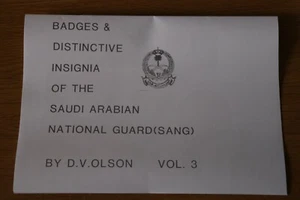 BADGES &
DISTINCTIVE
INSIGNIA
OF THE
SAUDI ARABIAN
NATIONAL GUARD(SANG)
BY D.V.OLSON VOL. 3